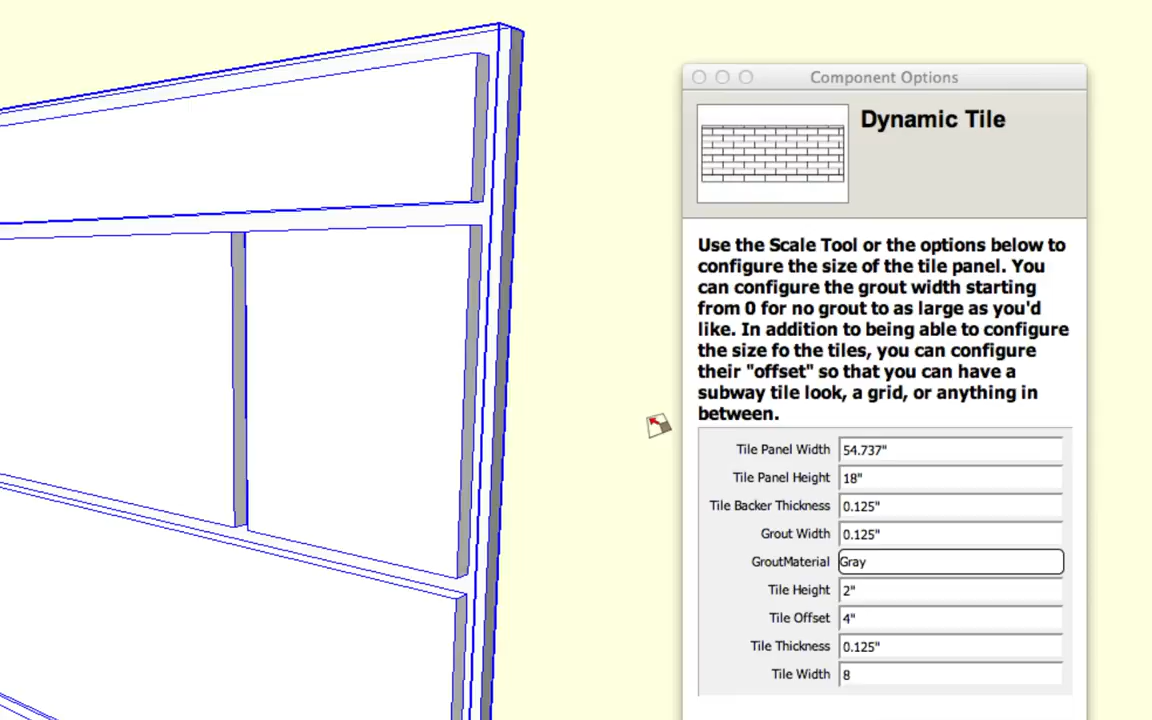 Component Options
Dynamic Tile
Use the Scale Tool or the options below to
configure the size of the tile panel. You
can configure the grout width starting
from 0 for no grout to as large as you'd
like. In addition to being able to configure
the size fo the tiles, you can configure
their "offset" so that you can have a
subway tile look, a grid, or anything in
between.
Tile Panel Width 54.737"
Tile Panel Height 18"
Tile Backer Thickness 0.125"
Grout Width 0.125"
GroutMaterial Gray
Tile Height 2"
Tile Offset 4"
Tile Thickness 0.125"
Tile Width 8